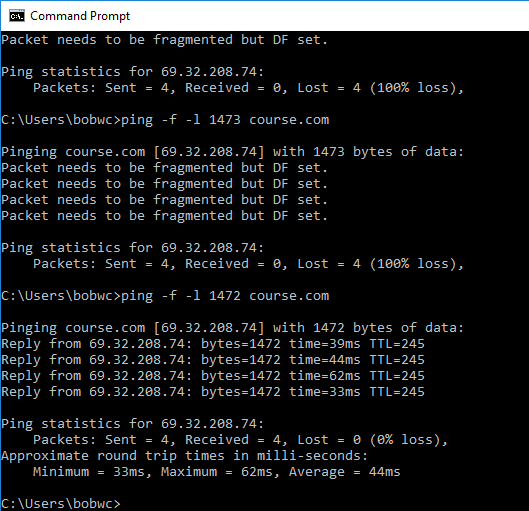 Command Prompt
Packet needs to be fragmented but DF set.
Ping statistics for 69.32.208.74:
    Packets: Sent = 4, Received = 0, Lost = 4 (100% loss),
C:\Users\bobwc>ping -f -l 1473 course.com
Pinging course.com [69.32.208.74] with 1473 bytes of data:
Packet needs to be fragmented but DF set.
Packet needs to be fragmented but DF set.
Packet needs to be fragmented but DF set.
Packet needs to be fragmented but DF set.
Ping statistics for 69.32.208.74:
    Packets: Sent = 4, Received = 0, Lost = 4 (100% loss),
C:\Users\bobwc>ping -f -l 1472 course.com
Pinging course.com [69.32.208.74] with 1472 bytes of data:
Reply from 69.32.208.74: bytes=1472 time=39ms TTL=245
Reply from 69.32.208.74: bytes=1472 time=44ms TTL=245
Reply from 69.32.208.74: bytes=1472 time=62ms TTL=245
Reply from 69.32.208.74: bytes=1472 time=33ms TTL=245
Ping statistics for 69.32.208.74:
    Packets: Sent = 4, Received = 4, Lost = 0 (0% loss),
Approximate round trip times in milli-seconds:
    Minimum = 33ms, Maximum = 62ms, Average = 44ms
C:\Users\bobwc>